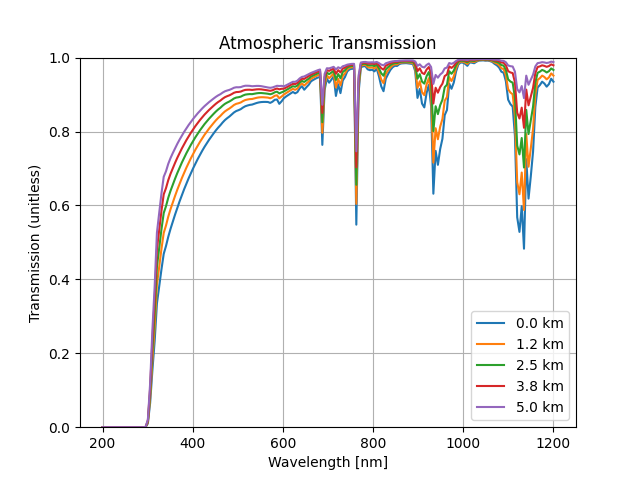 Atmospheric Transmission
Transmission (unitless)
1.0
0.8
0.6
0.4
0.2
0.0
200 400 600 800 1000 1200
Wavelength [nm]
0.0 km
1.2 km
2.5 km
3.8 km
5.0 km